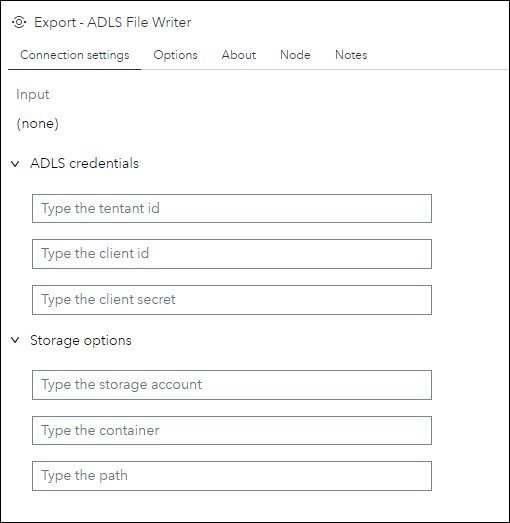 Export - ADLS File Writer
Connection settings Options About Node Notes
Input
(none)
ADLS credentials
Type the tentant id
Type the client id
Type the client secret
Storage options
Type the storage account
Type the container
Type the path